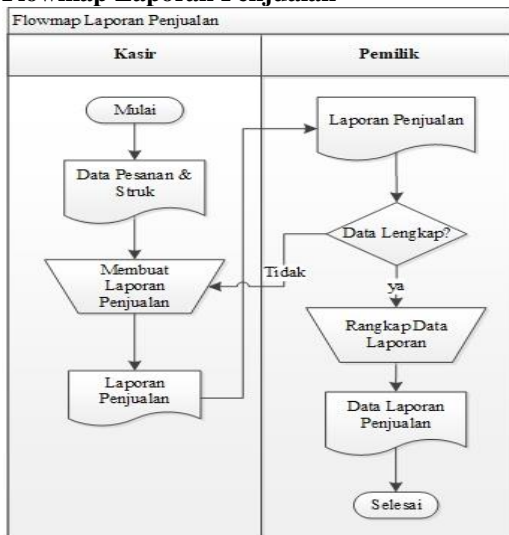 Flowmap Laporan Penjualan
Flowmap Laporan Penjualan
Kasir
Pemilik
Mulai
Data Pesanan &
Struk
Membuat
Laporan
Penjualan
Laporan
Penjualan
Laporan Penjualan
Data Lengkap?
Tidak
ya
Rangkap Data
Laporan
Data Laporan
Penjualan
Selesai